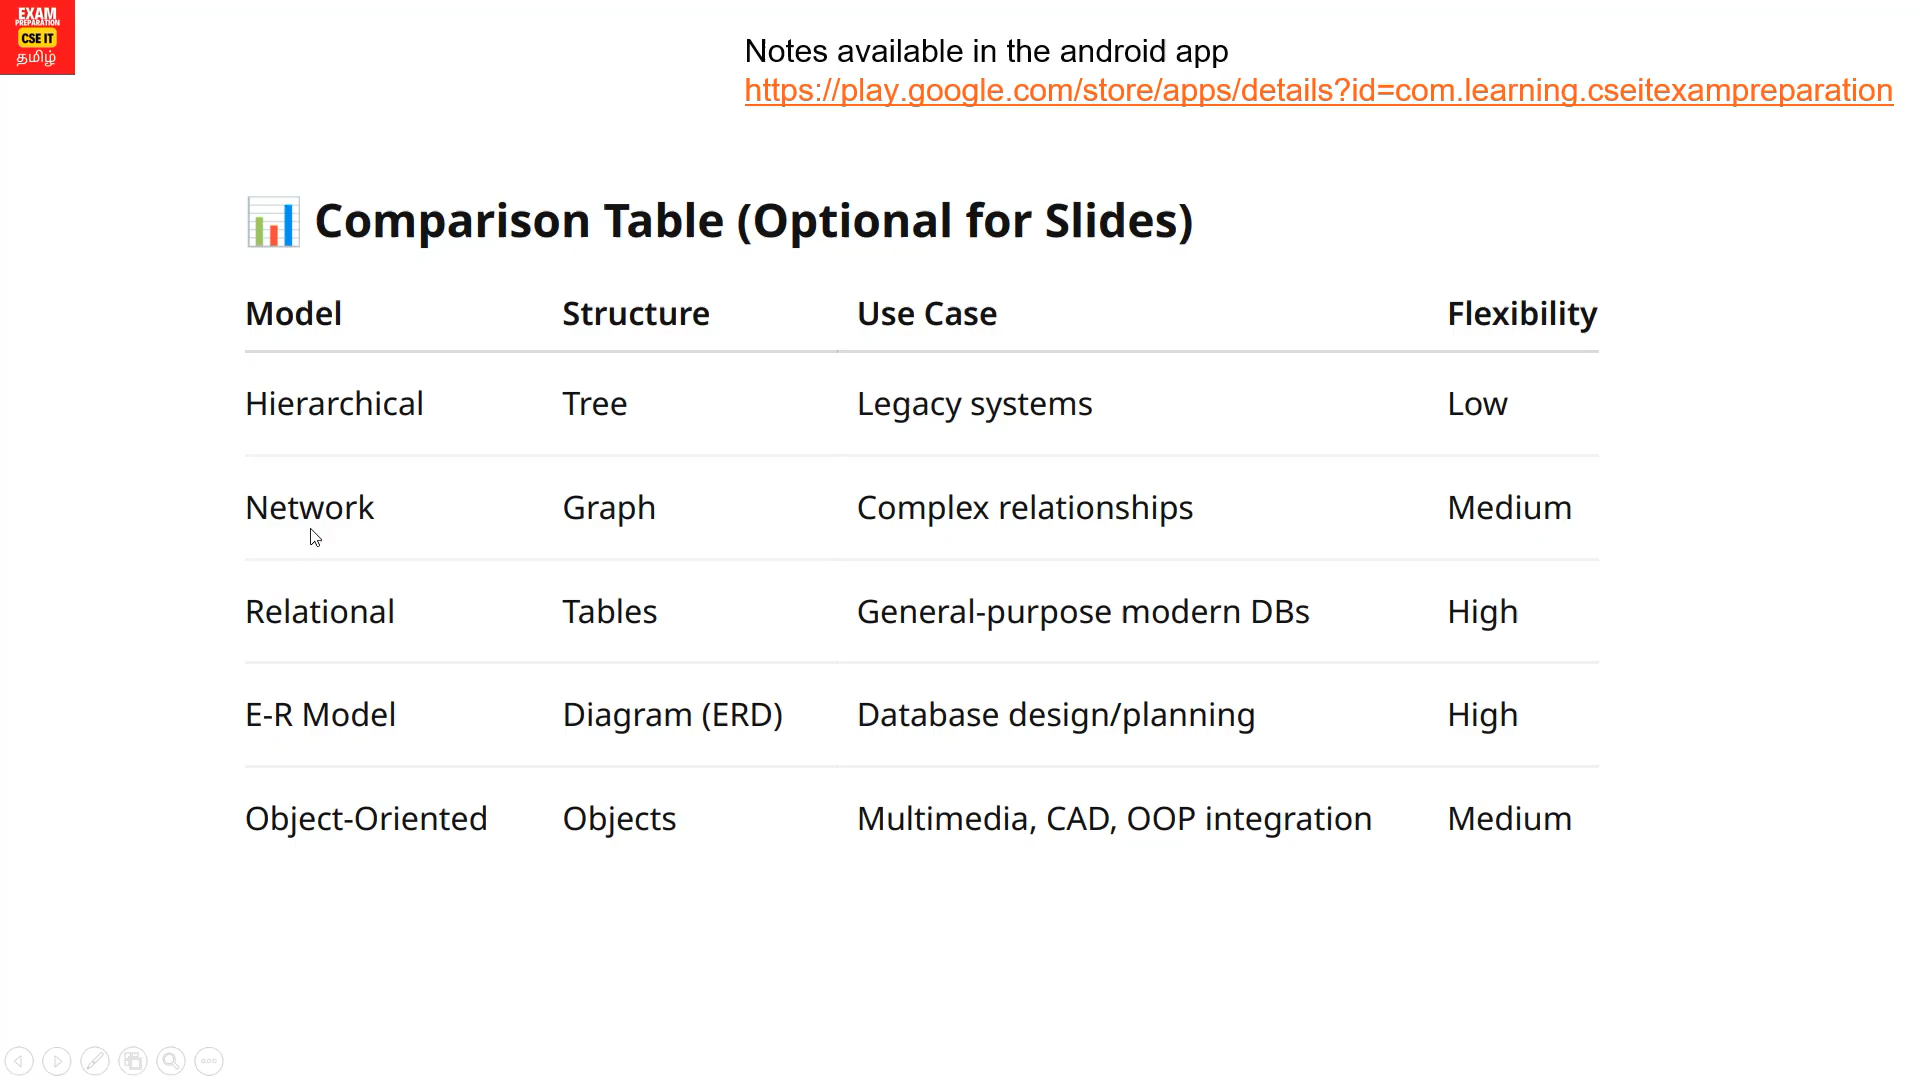 EXAM
PREPARATION
CSE IT
தமிழ்
Notes available in the android app
https://play.google.com/store/apps/details?id=com.learning.cseitexampreparation
Comparison Table (Optional for Slides)
Model Structure Use Case Flexibility
Hierarchical Tree Legacy systems Low
Network Graph Complex relationships Medium
Relational Tables General-purpose modern DBs High
E-R Model Diagram (ERD) Database design/planning High
Object-Oriented Objects Multimedia, CAD, OOP integration Medium